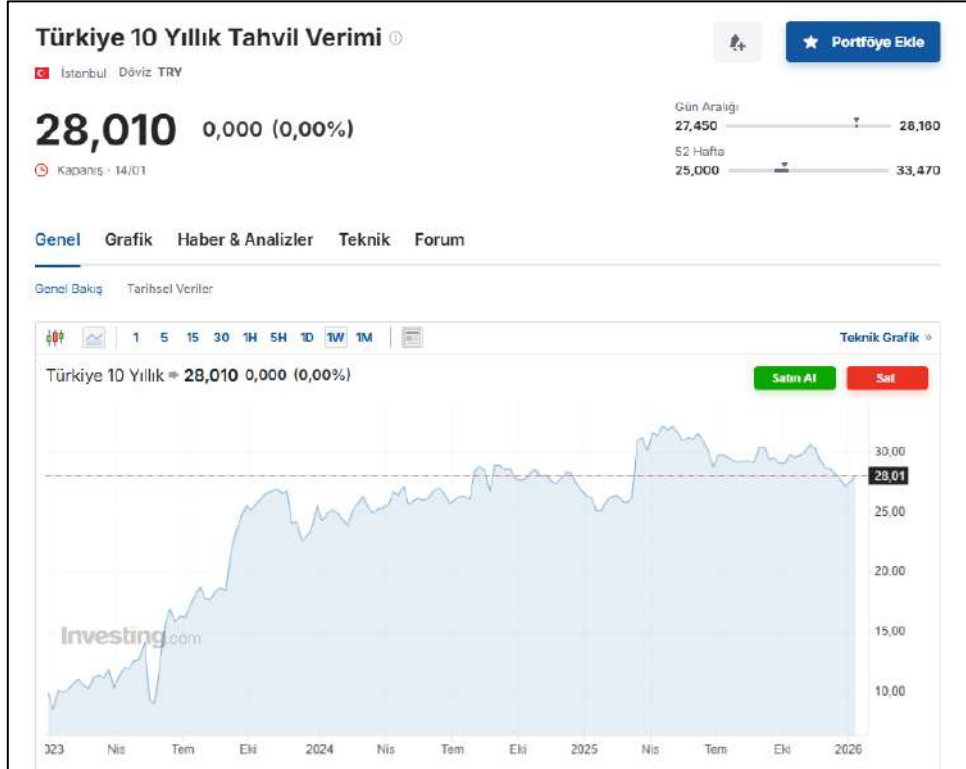 Türkiye 10 Yıllık Tahvil Verimi
Portföye Ekle
İstanbul Döviz TRY
28,010 0,000 (0,00%)
Kapanış · 14/01
Gün Aralığı
27,450 28,160
52 Hafta
25,000 33,470
Genel Grafik Haber & Analizler Teknik Forum
Genel Bakış Tarihsel Veriler
1 5 15 30 1H 5H 1D 1W 1M
Teknik Grafik »
Türkiye 10 Yıllık 28,010 0,000 (0,00%)
Satın Al Sat
30,00
28,01
25,00
20,00
15,00
10,00
Investing.com
023 Nis Tem Eki 2024 Nis Tem Eki 2025 Nis Tem Eki 2026